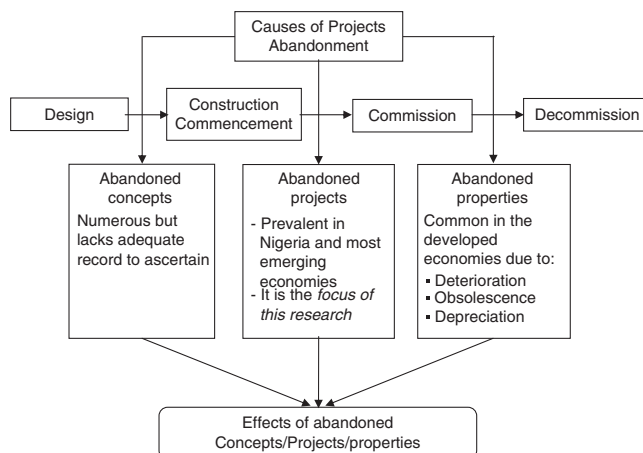 Causes of Projects
Abandonment
Design
Construction
Commencement
Commission
Decommission
Abandoned
concepts
Numerous but
lacks adequate
record to ascertain
Abandoned
projects
- Prevalent in
Nigeria and most
emerging
economies
- It is the focus of
this research
Abandoned
properties
Common in the
developed
economies due to:
▪ Deterioration
▪ Obsolescence
▪ Depreciation
Effects of abandoned
Concepts/Projects/properties